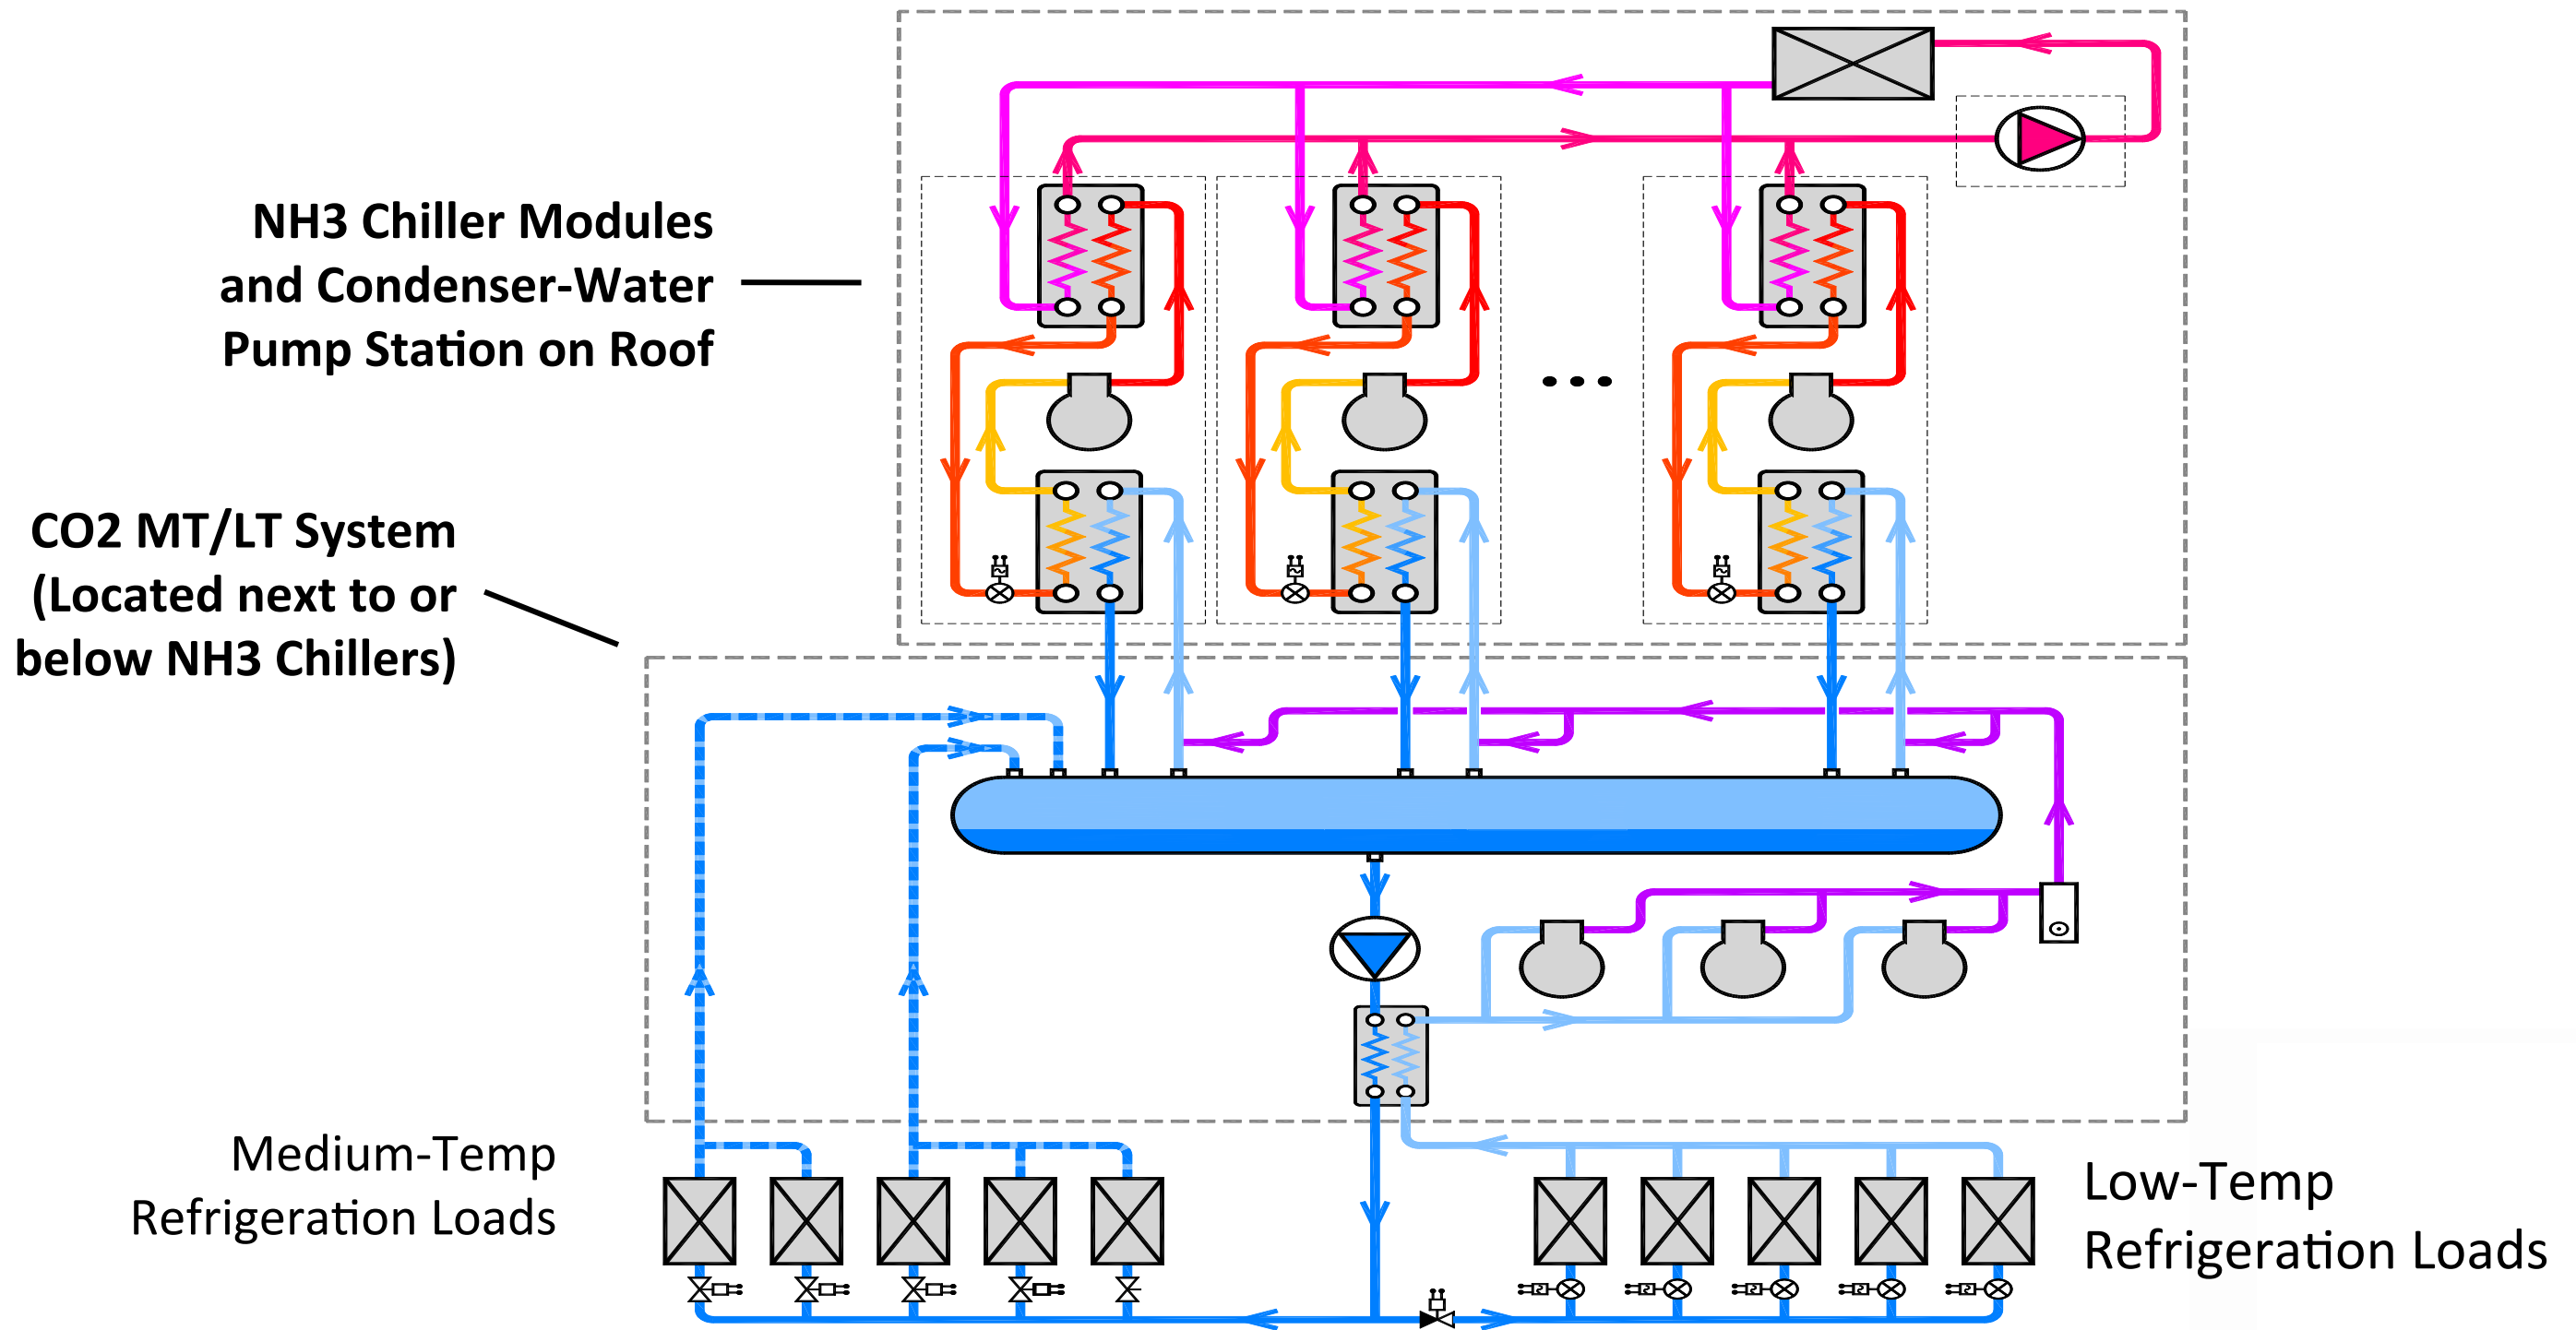 NH3 Chiller Modules
and Condenser-Water
Pump Station on Roof
CO2 MT/LT System
(Located next to or
below NH3 Chillers)
Medium-Temp
Refrigeration Loads
Low-Temp
Refrigeration Loads